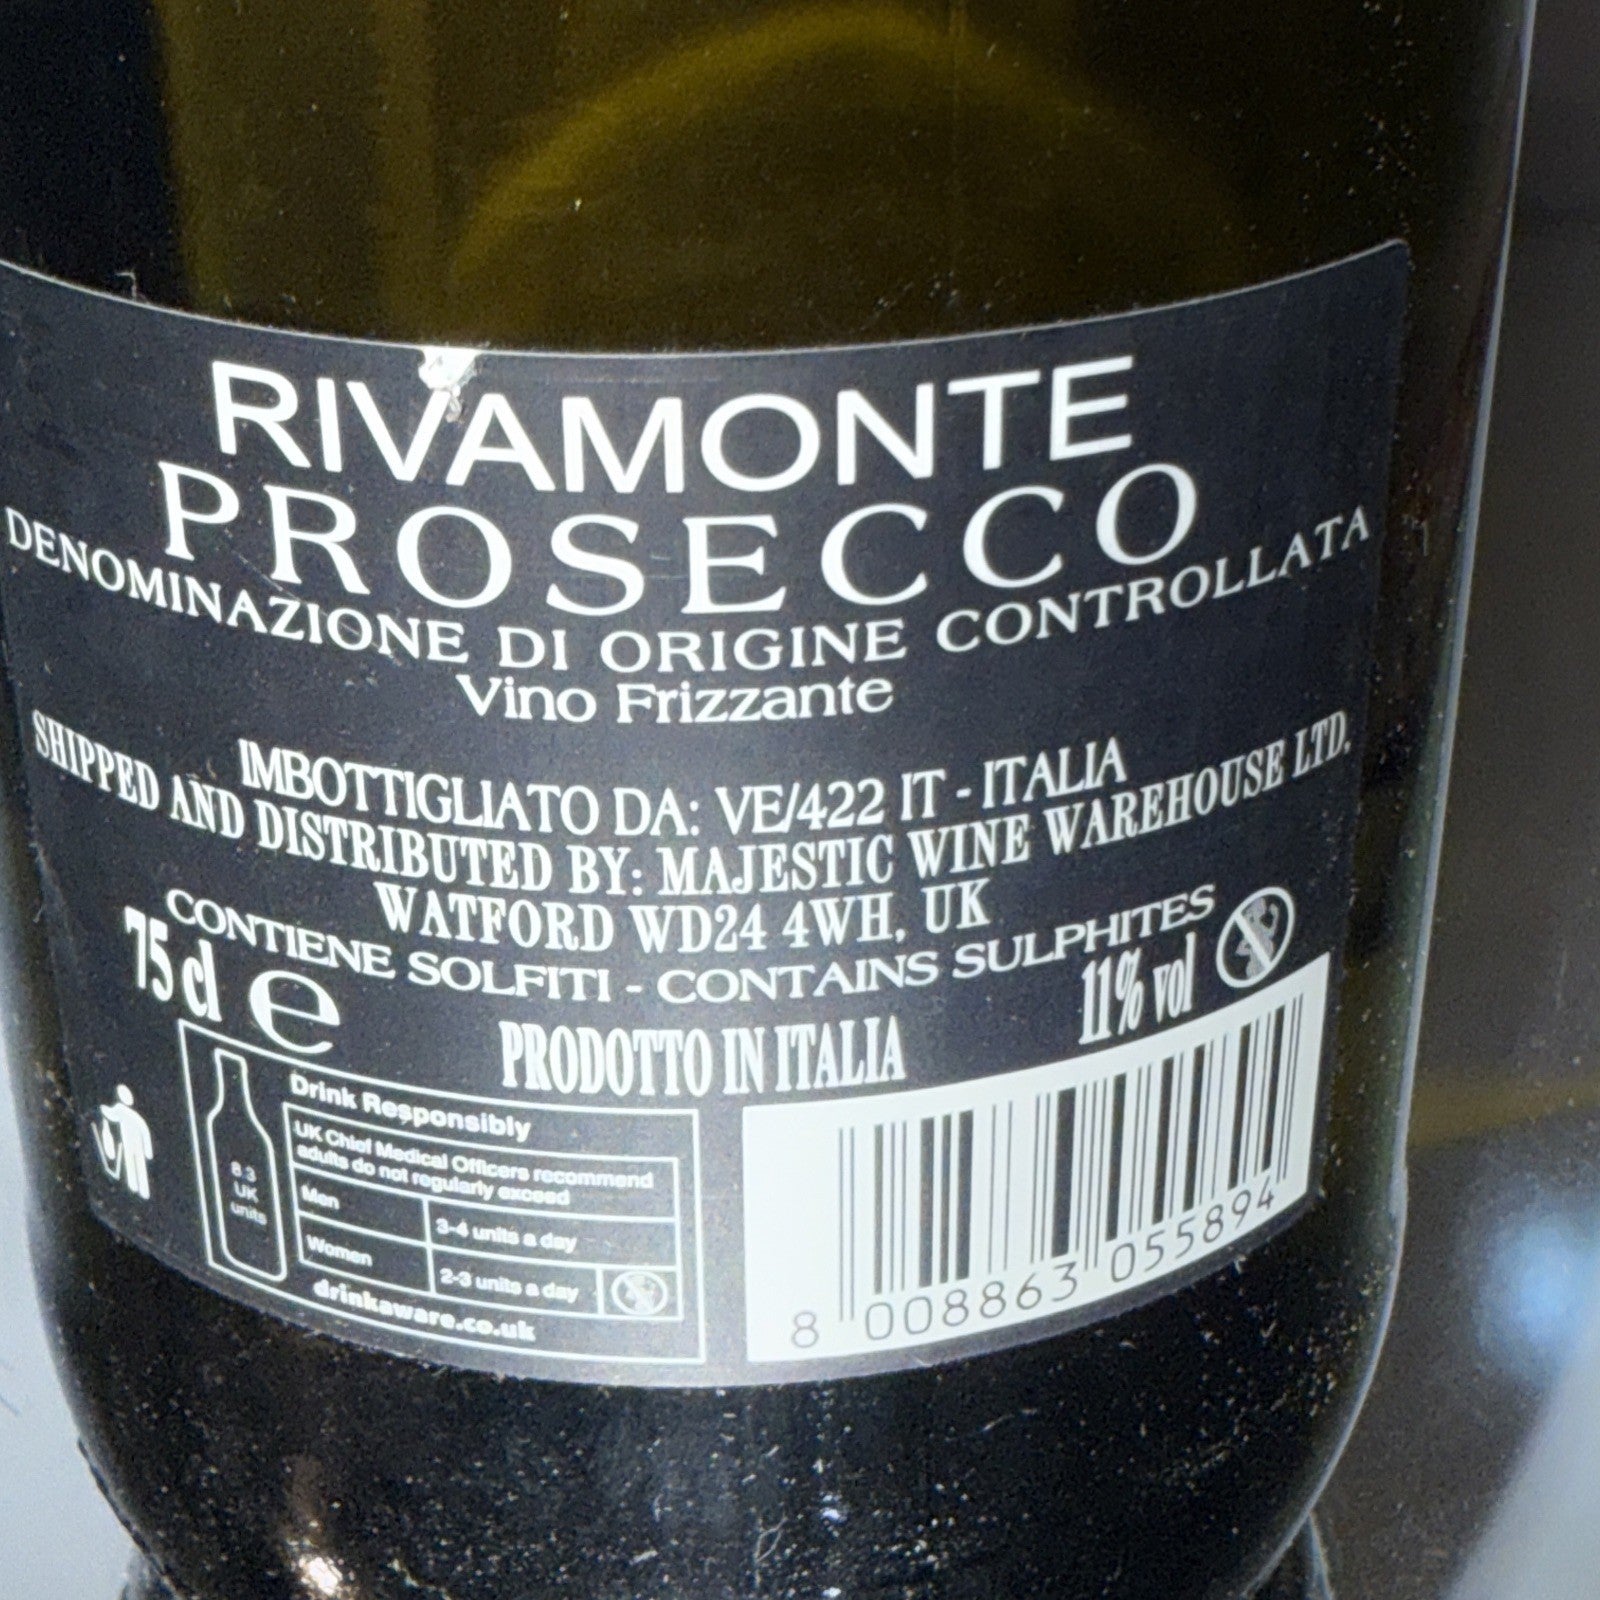 RIVAMONTE
PROSECCO
DENOMINAZIONE DI ORIGINE CONTROLLATA
Vino Frizzante
IMBOTTIGLIATO DA: VE/422 IT - ITALIA
SHIPPED AND DISTRIBUTED BY: MAJESTIC WINE WAREHOUSE LTD.
WATFORD WD24 4WH, UK
CONTIENE SOLFITI - CONTAINS SULPHITES
75 cl e
11% vol
PRODOTTO IN ITALIA
8.3
UK
units
Drink Responsibly
UK Chief Medical Officers recommend
adults do not regularly exceed
Men 3-4 units a day
Women 2-3 units a day
drinkaware.co.uk
8 008863 055894